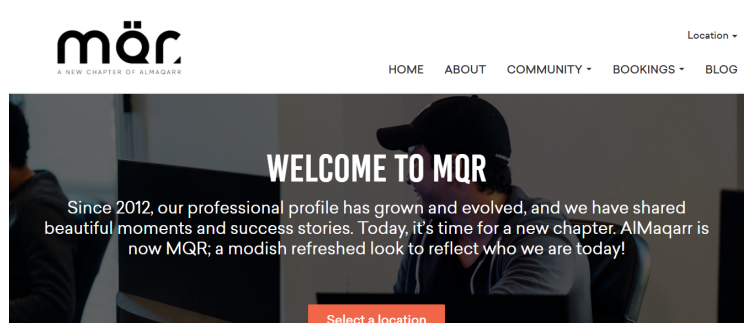 mqr.
A NEW CHAPTER OF ALMAQARR
Location
HOME ABOUT COMMUNITY BOOKINGS BLOG
WELCOME TO MQR
Since 2012, our professional profile has grown and evolved, and we have shared
beautiful moments and success stories. Today, it's time for a new chapter. AlMaqarr is
now MQR; a modish refreshed look to reflect who we are today!
Select a location